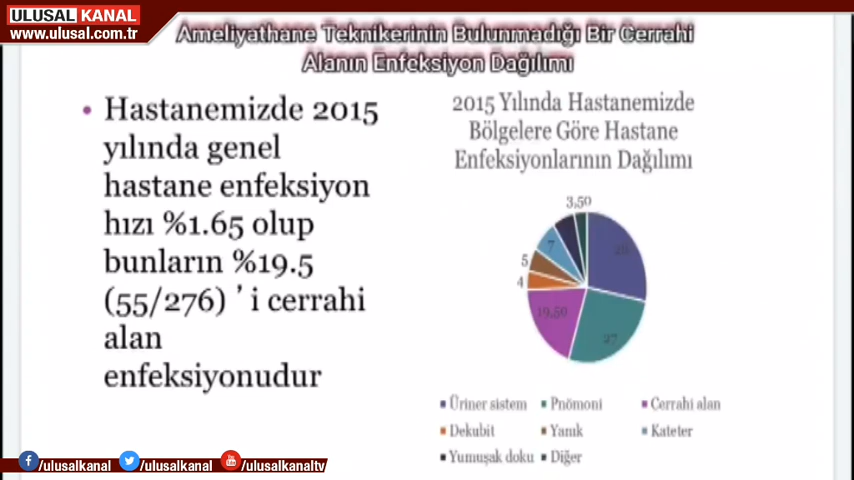 ULUSAL KANAL
www.ulusal.com.tr
Ameliyathane Teknikerinin Bulunmadığı Bir Cerrahi
Alanın Enfeksiyon Dağılımı
• Hastanemizde 2015
yılında genel
hastane enfeksiyon
hızı %1.65 olup
bunların %19.5
(55/276) ’ i cerrahi
alan
enfeksiyonudur
2015 Yılında Hastanemizde
Bölgelere Göre Hastane
Enfeksiyonlarının Dağılımı
3,50
7
5
4
19,50
27
Üriner sistem Pnömoni Cerrahi alan
Dekubit Yanık Kateter
Yumuşak doku Diğer
/ulusalkanal /ulusalkanal /ulusalkanaltv